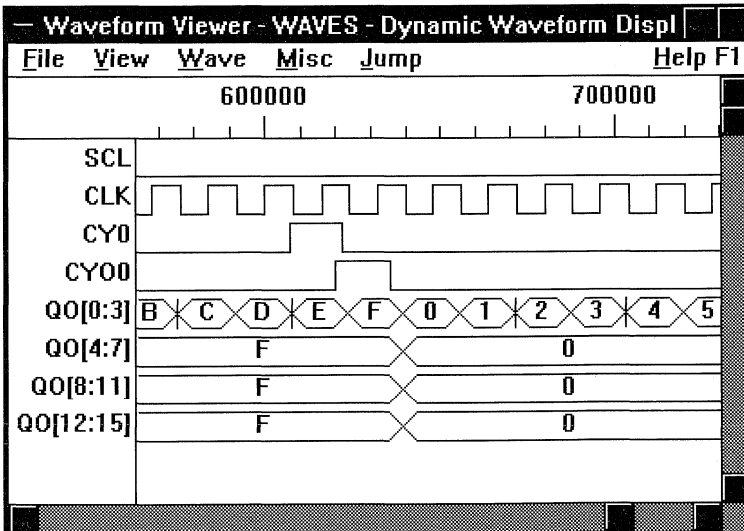 Waveform Viewer - WAVES - Dynamic Waveform Displ
File View Wave Misc Jump Help F1
600000 700000
SCL
CLK
CY0
CYO0
QO[0:3] B C D E F 0 1 2 3 4 5
QO[4:7] F 0
QO[8:11] F 0
QO[12:15] F 0